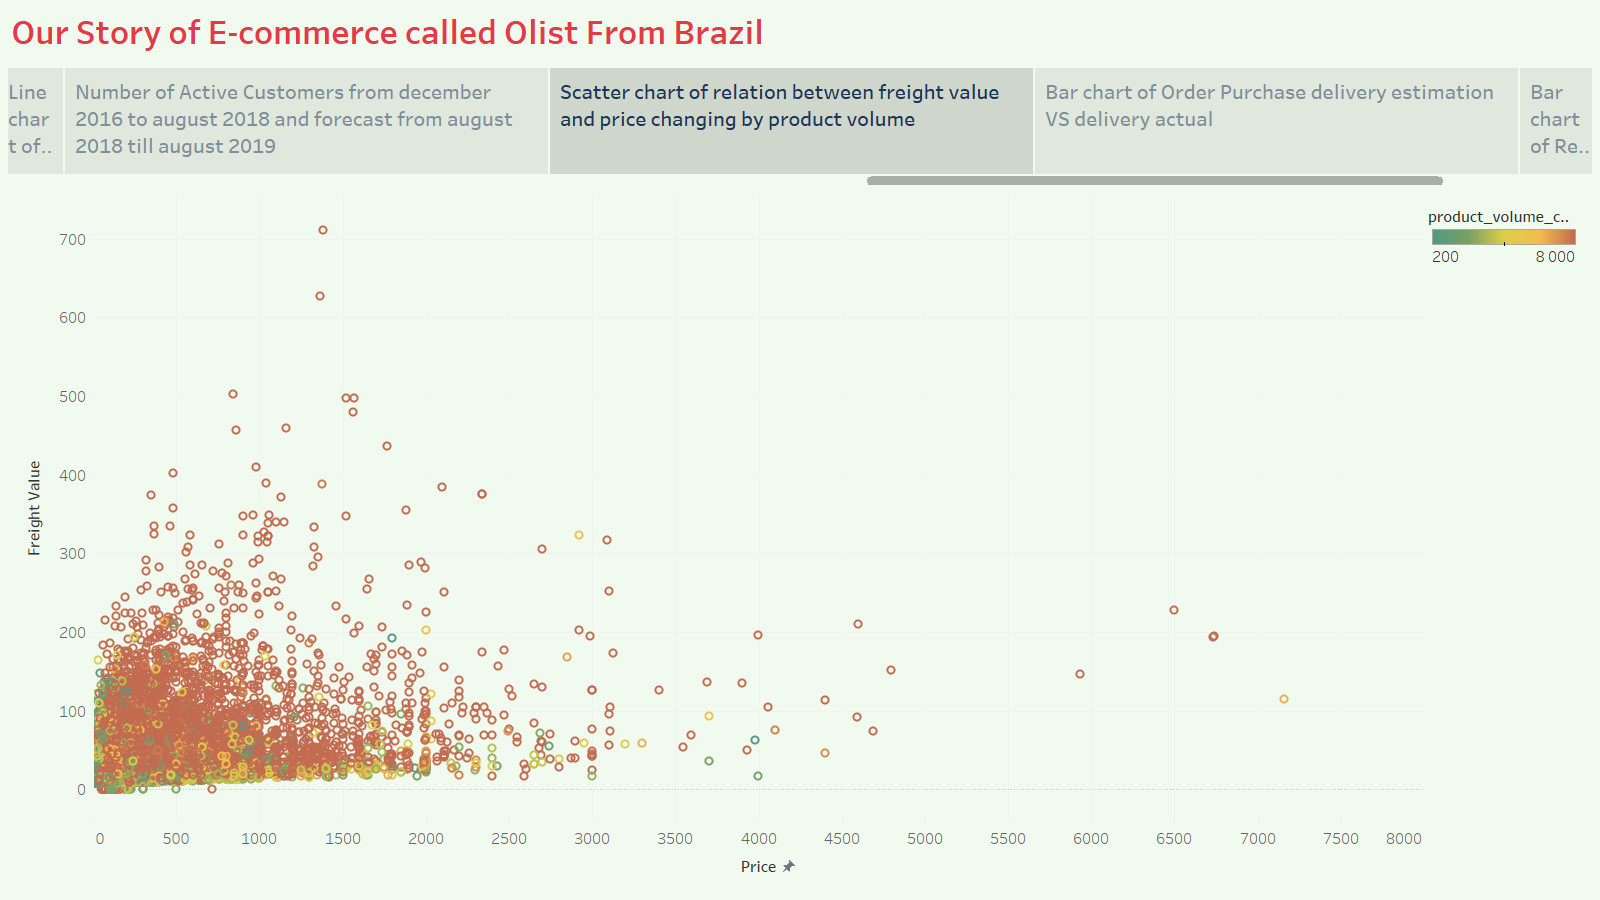 Our Story of E-commerce called Olist From Brazil
Line
char
t of..
Number of Active Customers from december
2016 to august 2018 and forecast from august
2018 till august 2019
Scatter chart of relation between freight value
and price changing by product volume
Bar chart of Order Purchase delivery estimation
VS delivery actual
Bar
chart
of Re..
product_volume_c..
200 8 000
Freight Value
700
600
500
400
300
200
100
0
0 500 1000 1500 2000 2500 3000 3500 4000 4500 5000 5500 6000 6500 7000 7500 8000
Price